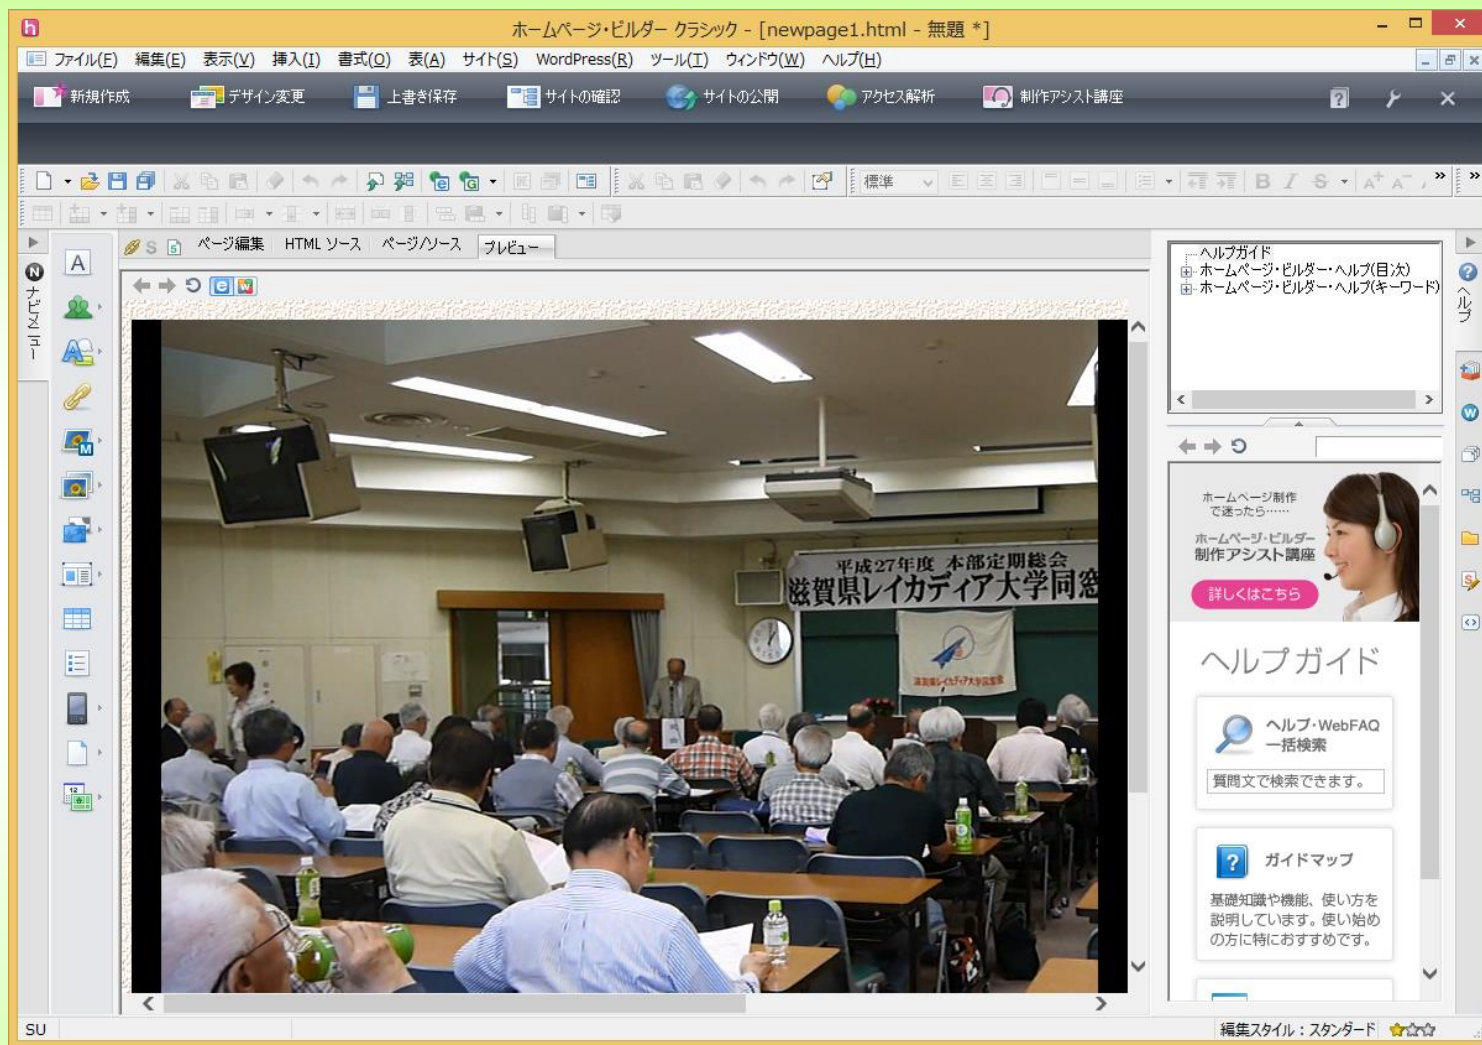 ホームページ・ビルダー クラシック - [newpage1.html - 無題 *]
ファイル(F) 編集(E) 表示(V) 挿入(I) 書式(O) 表(A) サイト(S) WordPress(R) ツール(T) ウィンドウ(W) ヘルプ(H)
新規作成 デザイン変更 上書き保存 サイトの確認 サイトの公開 アクセス解析 制作アシスト講座
標準
ページ編集 HTML ソース ページ/ソース プレビュー
ナビメニュー
ヘルプガイド
ホームページ・ビルダー・ヘルプ(目次)
ホームページ・ビルダー・ヘルプ(キーワード)
ヘルプ
平成27年度 本部定期総会
滋賀県レイカディア大学同窓
滋賀県レイカディア大学同窓会
ホームページ制作
で迷ったら……
ホームページ・ビルダー
制作アシスト講座
詳しくはこちら
ヘルプガイド
ヘルプ・WebFAQ
一括検索
質問文で検索できます。
ガイドマップ
基礎知識や機能、使い方を
説明しています。使い始め
の方に特におすすめです。
SU
編集スタイル：スタンダード